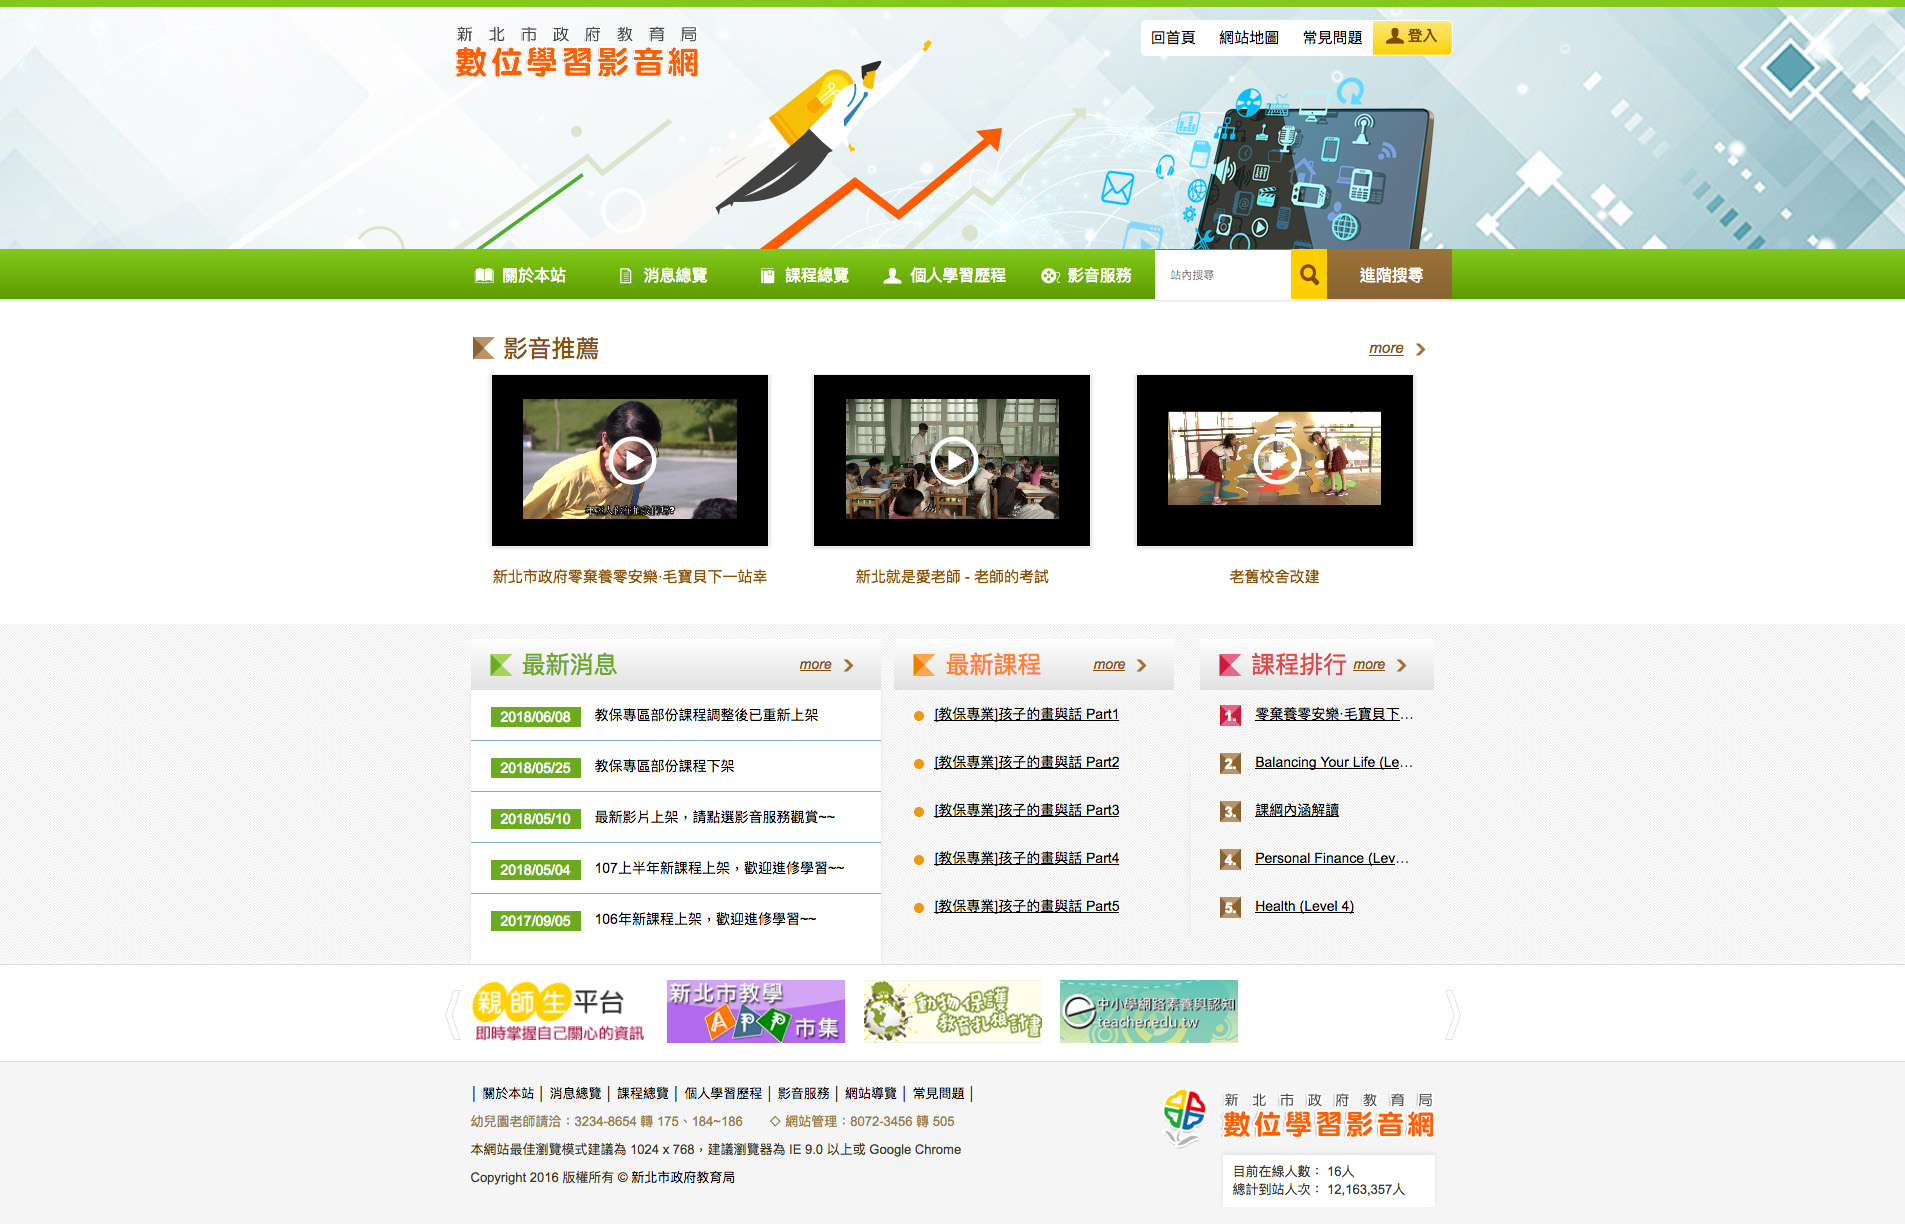 新北市政府教育局
數位學習影音網
回首頁 網站地圖 常見問題 登入
關於本站 消息總覽 課程總覽 個人學習歷程 影音服務 站內搜尋 進階搜尋
影音推薦 more
新北市政府零棄養零安樂‧毛寶貝下一站幸
新北就是愛老師 - 老師的考試
老舊校舍改建
最新消息 more
2018/06/08 教保專區部份課程調整後已重新上架
2018/05/25 教保專區部份課程下架
2018/05/10 最新影片上架，請點選影音服務觀賞~~
2018/05/04 107上半年新課程上架，歡迎進修學習~~
2017/09/05 106年新課程上架，歡迎進修學習~~
最新課程 more
[教保專業]孩子的畫與話 Part1
[教保專業]孩子的畫與話 Part2
[教保專業]孩子的畫與話 Part3
[教保專業]孩子的畫與話 Part4
[教保專業]孩子的畫與話 Part5
課程排行 more
1. 零棄養零安樂‧毛寶貝下…
2. Balancing Your Life (Le…
3. 課綱內涵解讀
4. Personal Finance (Lev…
5. Health (Level 4)
親師生平台
即時掌握自己關心的資訊
新北市教學
APP市集
動物保護
教育扎根計畫
中小學網路素養與認知
eteacher.edu.tw
│ 關於本站 │ 消息總覽 │ 課程總覽 │ 個人學習歷程 │ 影音服務 │ 網站導覽 │ 常見問題 │
幼兒園老師請洽：3234-8654 轉 175、184~186 ◇ 網站管理：8072-3456 轉 505
本網站最佳瀏覽模式建議為 1024 x 768，建議瀏覽器為 IE 9.0 以上或 Google Chrome
Copyright 2016 版權所有 © 新北市政府教育局
新北市政府教育局
數位學習影音網
目前在線人數： 16人
總計到站人次： 12,163,357人